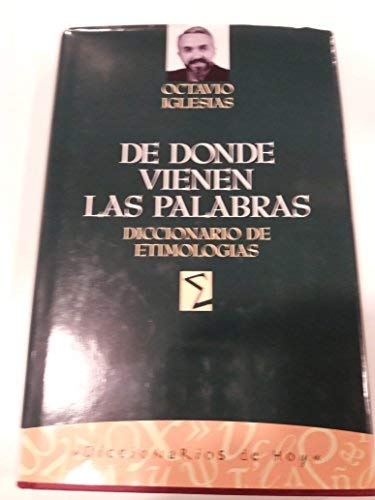 OCTAVIO
IGLESIAS
DE DONDE
VIENEN
LAS PALABRAS
DICCIONARIO DE
ETIMOLOGIAS
Σ
«Diccionarios de Hoy»